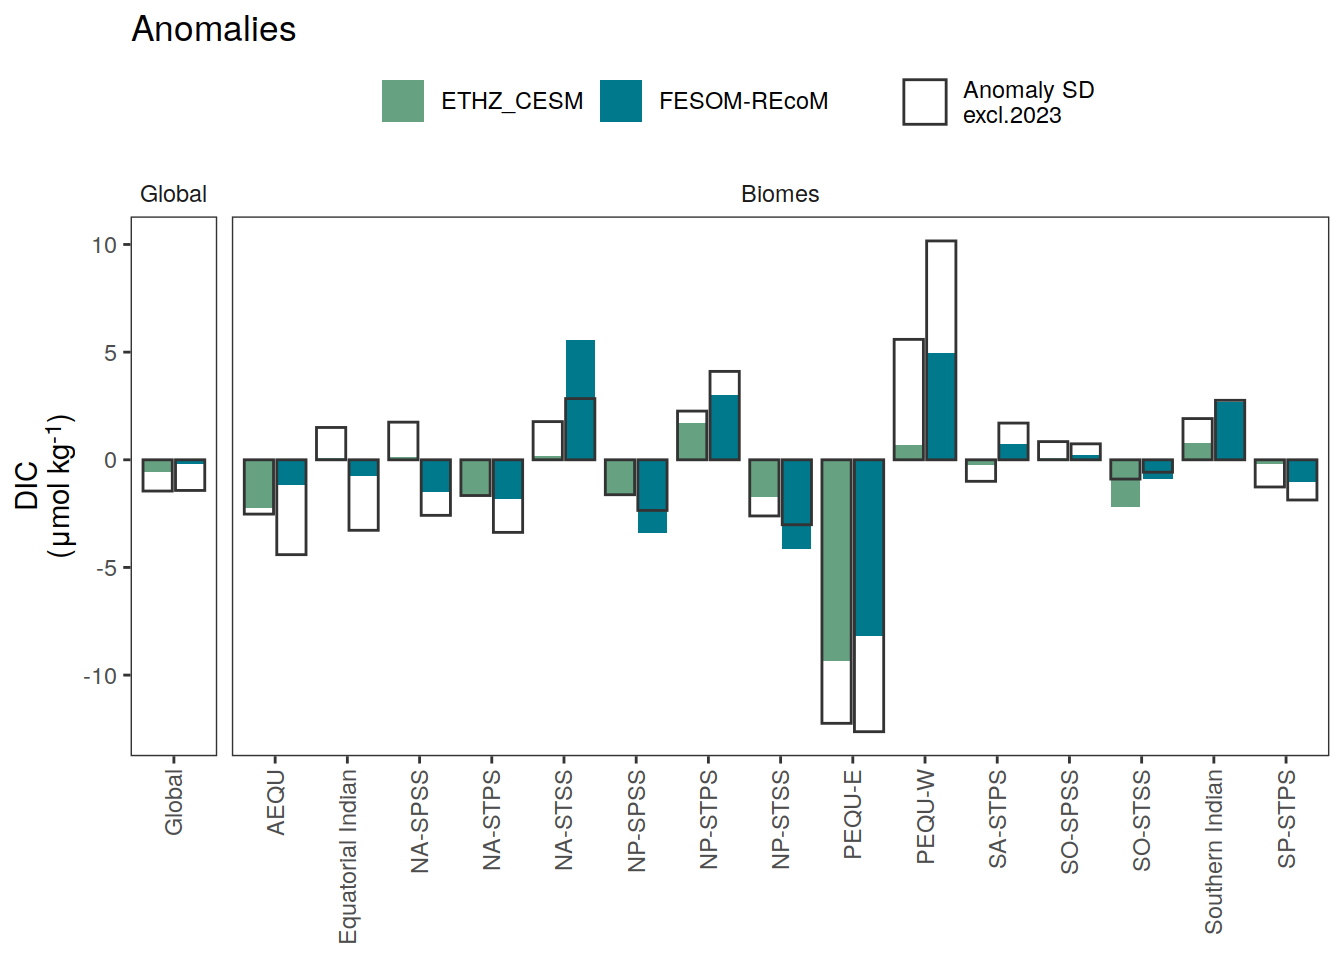 Anomalies
ETHZ_CESM
FESOM-REcoM
Anomaly SD
excl.2023
Global
Biomes
DIC
(μmol kg⁻¹)
10
5
0
-5
-10
Global
AEQU
Equatorial Indian
NA-SPSS
NA-STPS
NA-STSS
NP-SPSS
NP-STPS
NP-STSS
PEQU-E
PEQU-W
SA-STPS
SO-SPSS
SO-STSS
Southern Indian
SP-STPS